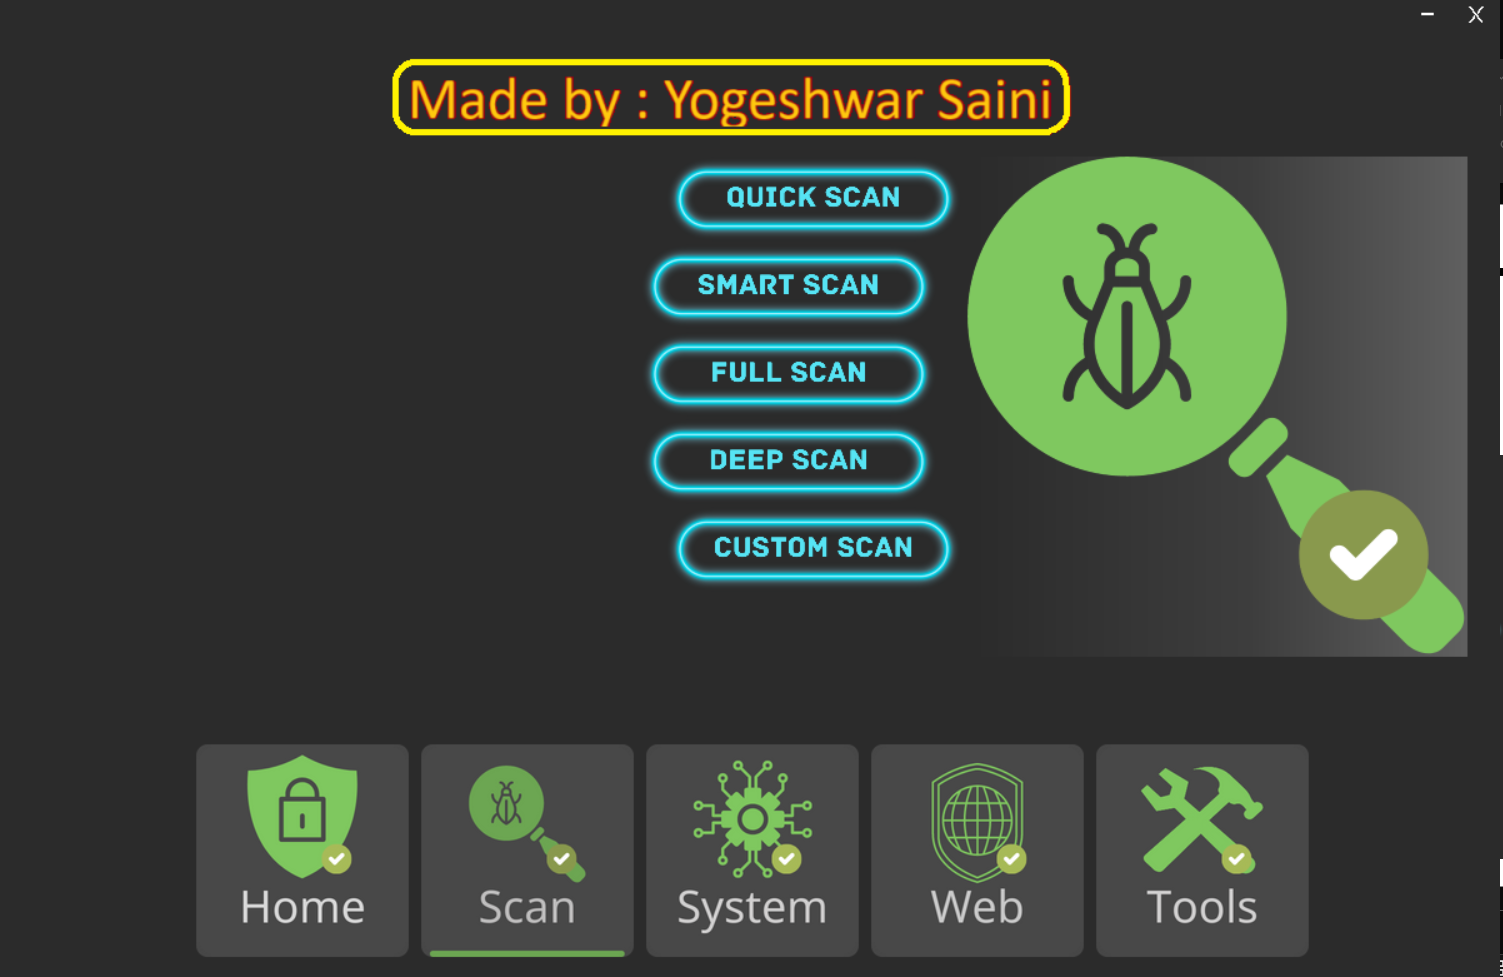 X
Made by : Yogeshwar Saini
QUICK SCAN
SMART SCAN
FULL SCAN
DEEP SCAN
CUSTOM SCAN
Home
Scan
System
Web
Tools